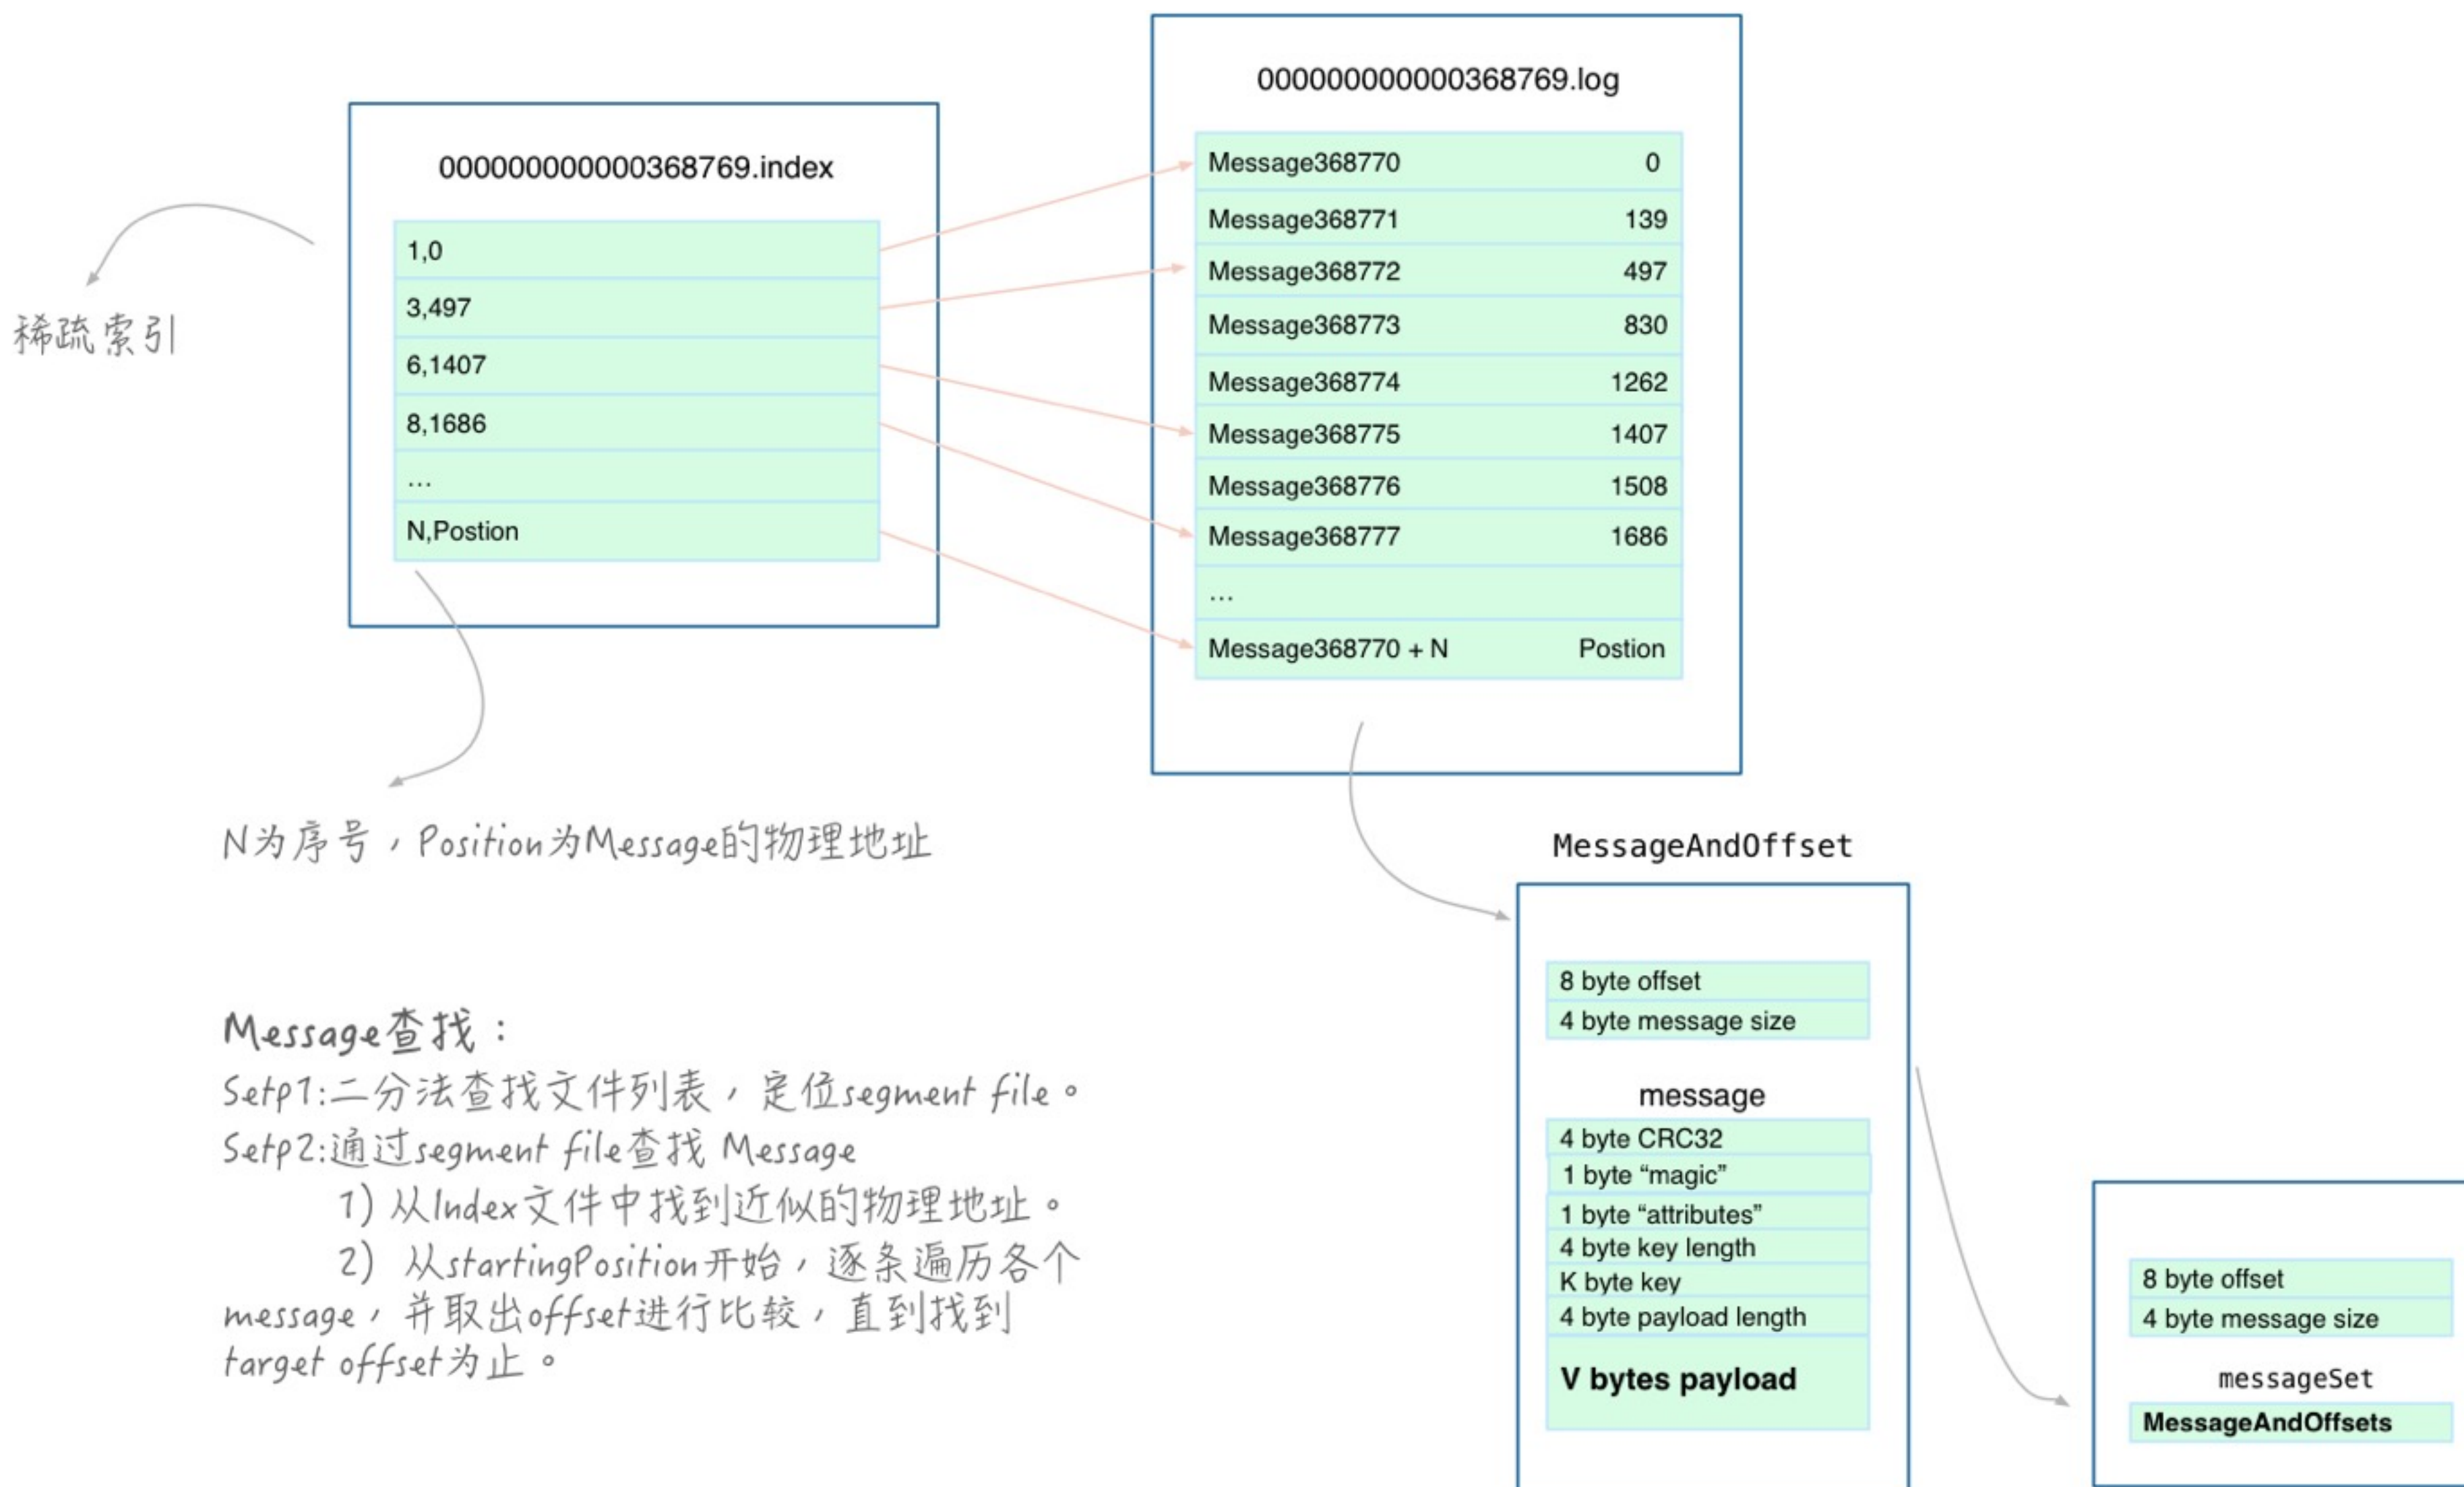 000000000000368769.index
1,0
3,497
6,1407
8,1686
...
N,Postion
稀疏索引
N为序号，Position为Message的物理地址
000000000000368769.log
Message368770 0
Message368771 139
Message368772 497
Message368773 830
Message368774 1262
Message368775 1407
Message368776 1508
Message368777 1686
...
Message368770 + N Postion
Message查找：
Setp1:二分法查找文件列表，定位segment file。
Setp2:通过segment file查找 Message
1) 从Index文件中找到近似的物理地址。
2) 从startingPosition开始，逐条遍历各个
message，并取出offset进行比较，直到找到
target offset为止。
MessageAndOffset
8 byte offset
4 byte message size
message
4 byte CRC32
1 byte “magic”
1 byte “attributes”
4 byte key length
K byte key
4 byte payload length
V bytes payload
8 byte offset
4 byte message size
messageSet
MessageAndOffsets